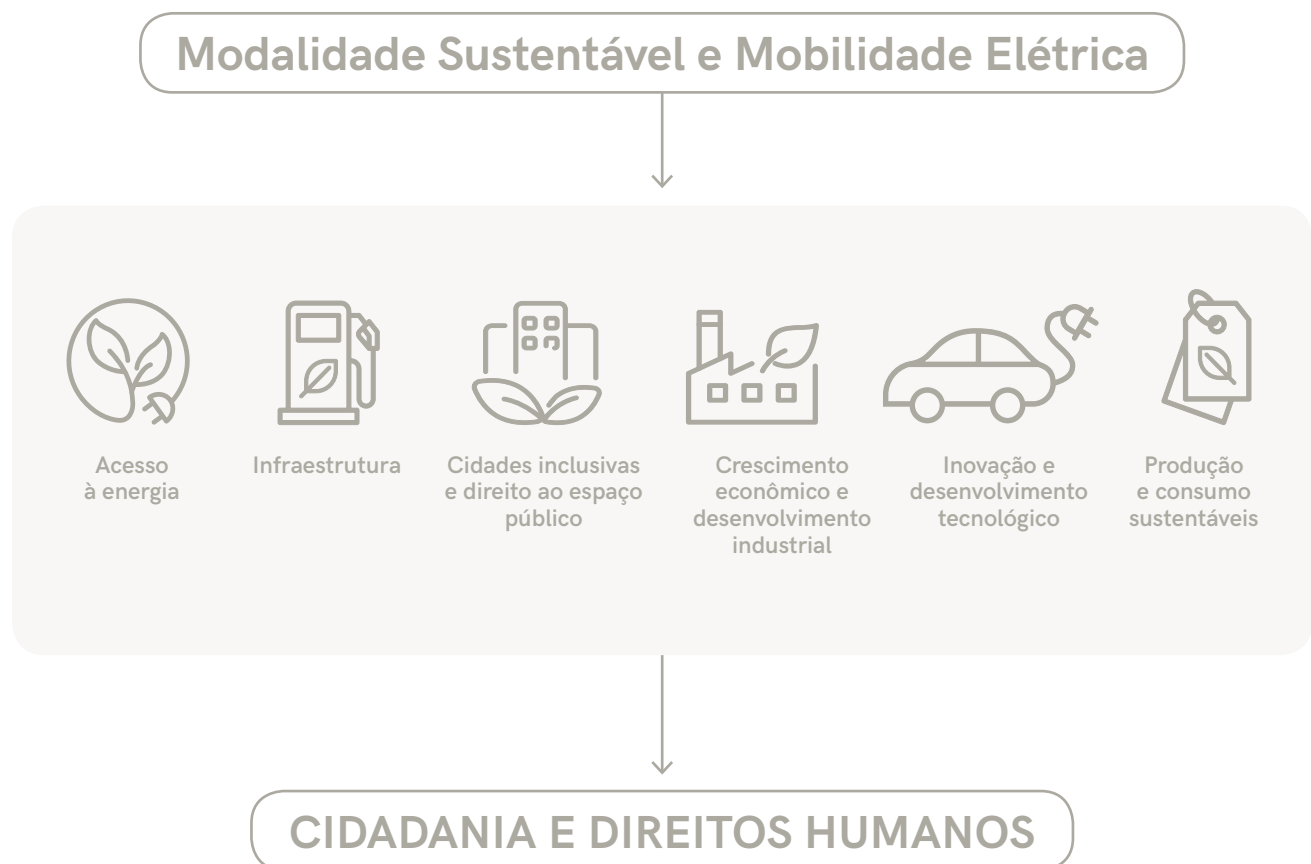 Modalidade Sustentável e Mobilidade Elétrica
Acesso
à energia
Infraestrutura
Cidades inclusivas
e direito ao espaço
público
Crescimento
econômico e
desenvolvimento
industrial
Inovação e
desenvolvimento
tecnológico
Produção
e consumo
sustentáveis
CIDADANIA E DIREITOS HUMANOS